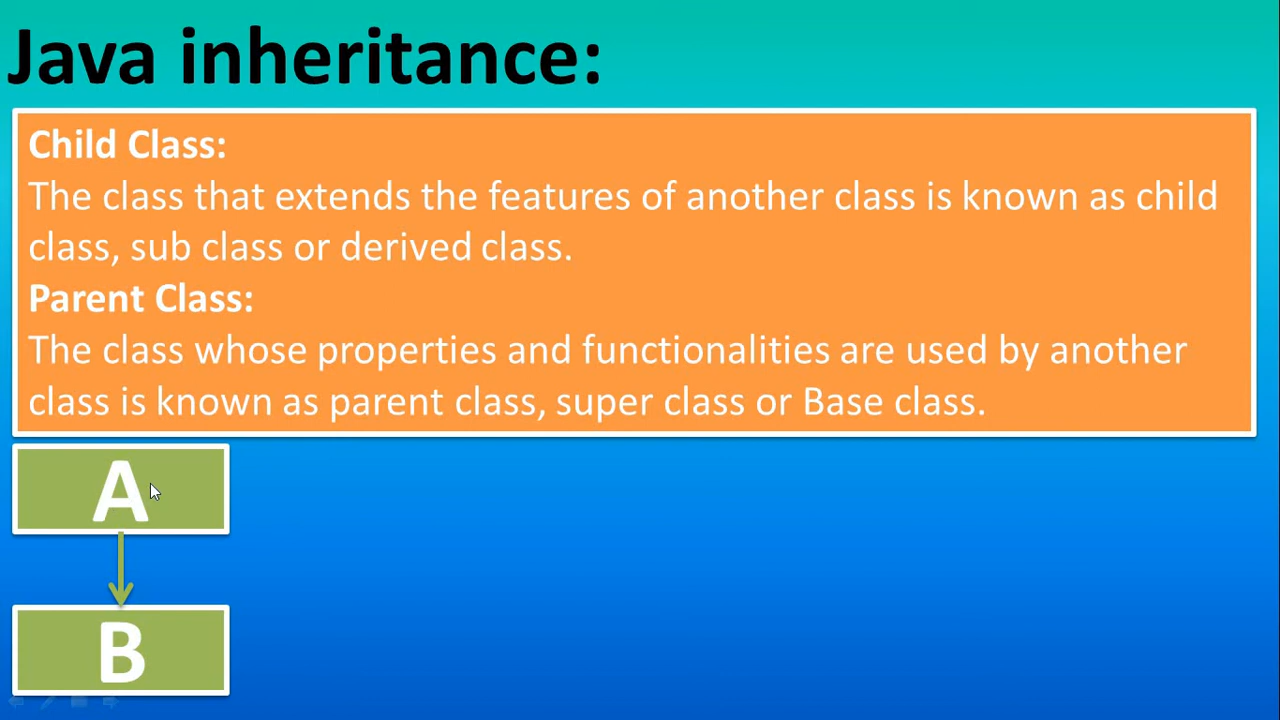 Java inheritance:
Child Class:
The class that extends the features of another class is known as child
class, sub class or derived class.
Parent Class:
The class whose properties and functionalities are used by another
class is known as parent class, super class or Base class.
A
B